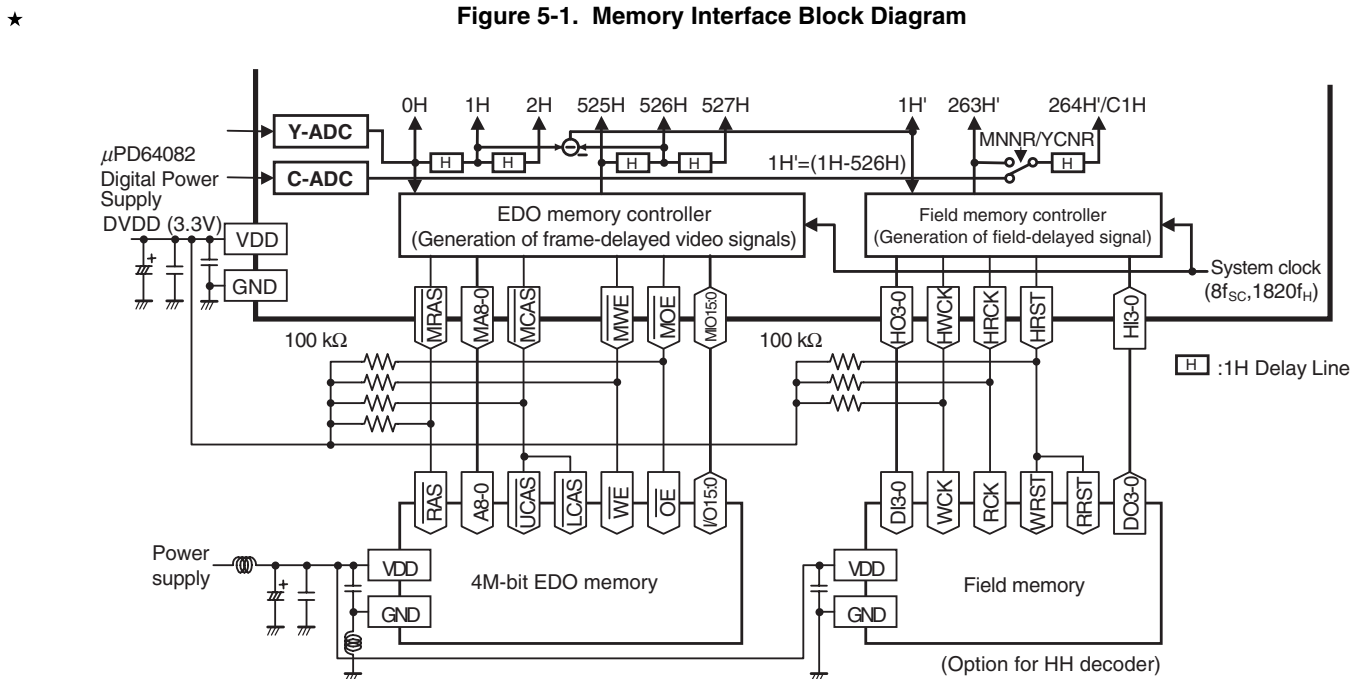 ★
Figure 5-1. Memory Interface Block Diagram
0H 1H 2H 525H 526H 527H 1H' 263H' 264H'/C1H
Y-ADC
MNNR/YCNR
H H H H H
1H'=(1H-526H)
C-ADC
μPD64082
Digital Power
Supply
DVDD (3.3V)
VDD
GND
EDO memory controller
(Generation of frame-delayed video signals)
Field memory controller
(Generation of field-delayed signal)
System clock
(8fSC,1820fH)
MRAS MA8-0 MCAS MWE MOE MIO15:0 HO3-0 HWCK HRCK HRST HI3-0
100 kΩ 100 kΩ
H :1H Delay Line
RAS A8-0 UCAS LCAS WE OE I/O15:0 DI3-0 WCK RCK WRST RRST DO3-0
Power
supply
VDD
GND
4M-bit EDO memory
VDD
GND
Field memory
(Option for HH decoder)